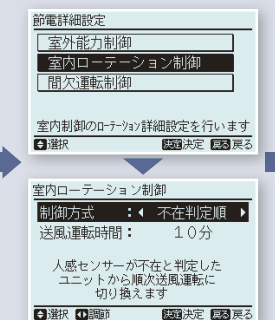 節電詳細設定
室外能力制御
室内ローテーション制御
間欠運転制御
室内制御のローテーション詳細設定を行います
選択 決定決定 戻る戻る
室内ローテーション制御
制御方式 : 不在判定順
送風運転時間: 10分
人感センサーが不在と判定した
ユニットから順次送風運転に
切り換えます
選択 調節 決定決定 戻る戻る